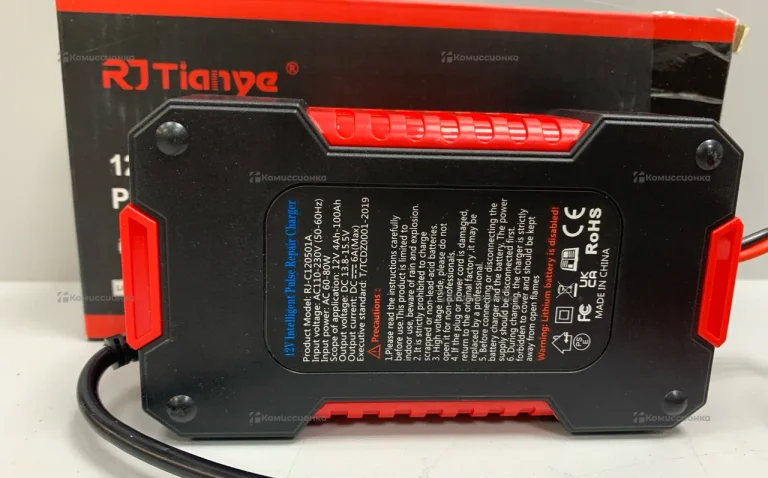 RJTianye®
12
P
12V Intelligent Pulse Repair Charger
Product Model: RJ-C120501A
Input voltage: AC110-230V (50-60Hz)
Input power: AC 60-89W
Scope of application:12V 4Ah-100Ah
Output voltage: DC 13.8-15.5V
Output current: DC 6A(Max)
Executive standard: T/CDZ0001-2019
Precautions:
1.Please read the instructions carefully
before use.This product is limited to
indoor use, beware of rain and explosion.
2. It is strictly prohibited to charge
scrapped or non-lead-acid batteries.
3. High voltage inside, please do not
open it for non-professionals.
4. If the plug or power cord is damaged,
return to the original factory ,it may be
replaced by a professional
5. Before connecting or disconnecting the
battery charger and the battery. The power
supply should be disconnected first.
6. During charging, the charger is strictly
forbidden to cover and should be kept
away from open flames
Warning: Lithium battery is disabled!
PSE
FC
UKCA
CE
RoHS
MADE IN CHINA
Комиссионка
Комиссионка
Комиссионка
Комиссионка
Комиссионка
Комиссионка
Комиссионка
Комиссионка